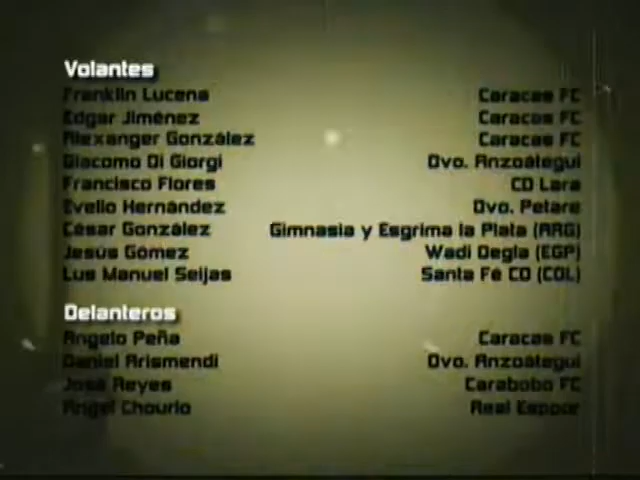 Volantes
Franklin Lucena Caracas FC
Edgar Jiménez Caracas FC
Alexanger González Caracas FC
Giacomo Di Giorgi Dvo. Anzoátegui
Francisco Flores CD Lara
Evelio Hernández Dvo. Petare
César González Gimnasia y Esgrima la Plata (ARG)
Jesús Gómez Wadi Degla (EGP)
Luis Manuel Seijas Santa Fé CD (COL)
Delanteros
Angelo Peña Caracas FC
Daniel Arismendi Dvo. Anzoátegui
José Reyes Carabobo FC
Angel Chourio Real Esppor